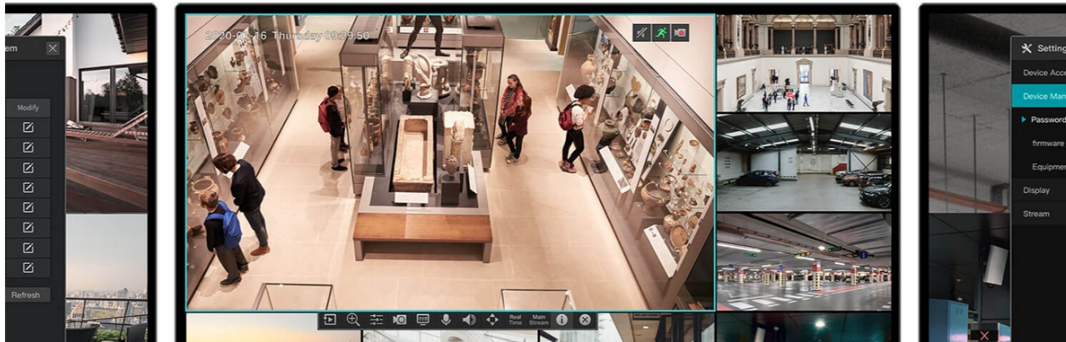 em
Modify
Refresh
2020-01-16 Thursday 09:29:50
Real
Time
Main
Stream
Setting
Device Acce
Device Man
Password
firmware
Equipmen
Display
Stream